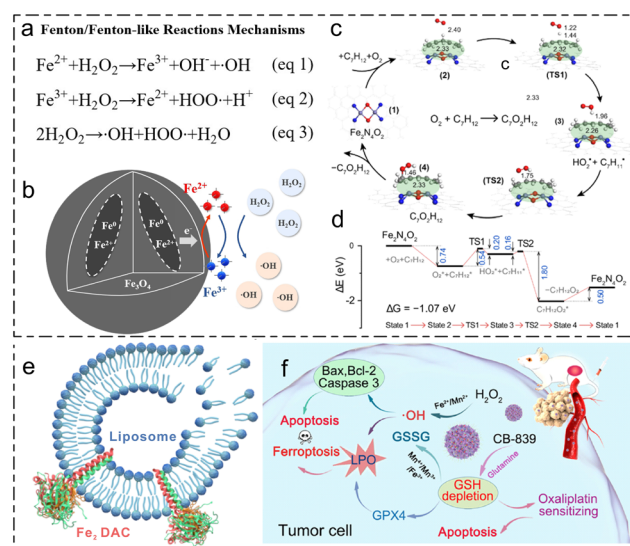 a Fenton/Fenton-like Reactions Mechanisms
Fe²⁺+H₂O₂→Fe³⁺+OH⁻+·OH (eq 1)
Fe³⁺+H₂O₂→Fe²⁺+HOO·+H⁺ (eq 2)
2H₂O₂→·OH+HOO·+H₂O (eq 3)
b
Fe⁰
Fe²⁺
Fe⁰
Fe²⁺
Fe₃O₄
e⁻
Fe²⁺
Fe³⁺
H₂O₂
H₂O₂
H₂O₂
·OH
·OH
·OH
c
+C₇H₁₂+O₂
2.40
2.33
(2)
1.22
1.44
2.32
(TS1)
c
(1)
Fe₂N₄O₂
O₂ + C₇H₁₂ → C₇O₂H₁₂
2.33
1.96
(3)
2.26
HO₂* + C₇H₁₁*
−C₇O₂H₁₂
(4)
1.46
2.33
C₇O₂H₁₂
(TS2)
1.75
d
ΔE (eV)
0
−2
Fe₂N₄O₂
+O₂+C₇H₁₂
0.74
O₂*+C₇H₁₂*
TS1
0.54
0.20
HO₂*+C₇H₁₁*
0.16
TS2
1.80
−C₇H₁₂O₂
C₇H₁₂O₂*
0.50
Fe₂N₄O₂
ΔG = −1.07 eV
State 1 → State 2 → TS1 → State 3 → TS2 → State 4 → State 1
e
Liposome
Fe₂ DAC
f
Bax,Bcl-2
Caspase 3
Apoptosis
Ferroptosis
LPO
·OH
Fe²⁺/Mn²⁺
H₂O₂
GSSG
CB-839
Glutamine
GSH
depletion
GPX4
Oxaliplatin
sensitizing
Apoptosis
Tumor cell